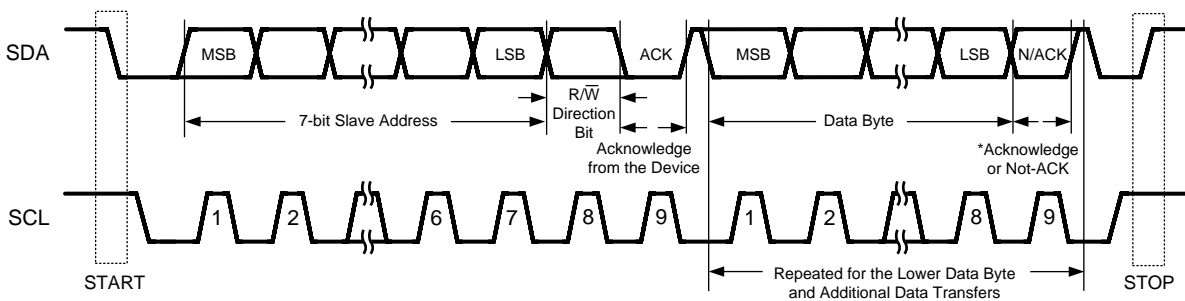 SDA
MSB
LSB
ACK
MSB
LSB
N/ACK
R/W̅
Direction
Bit
7-bit Slave Address
Data Byte
Acknowledge
from the Device
*Acknowledge
or Not-ACK
SCL
1
2
6
7
8
9
1
2
8
9
START
Repeated for the Lower Data Byte
and Additional Data Transfers
STOP